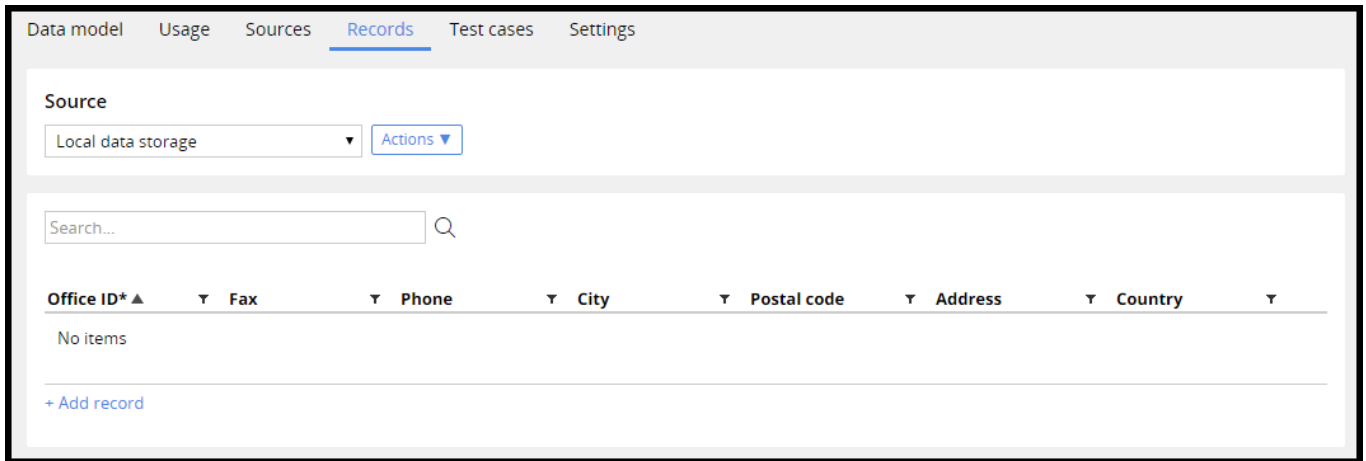 Data model Usage Sources Records Test cases Settings
Source
Local data storage ▼ Actions ▼
Search...
Office ID* ▲ Fax Phone City Postal code Address Country
No items
+ Add record